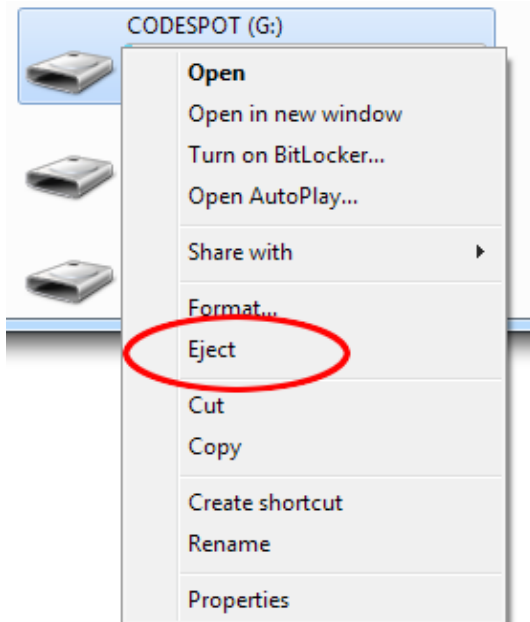 CODESPOT (G:)
Open
Open in new window
Turn on BitLocker...
Open AutoPlay...
Share with
Format...
Eject
Cut
Copy
Create shortcut
Rename
Properties